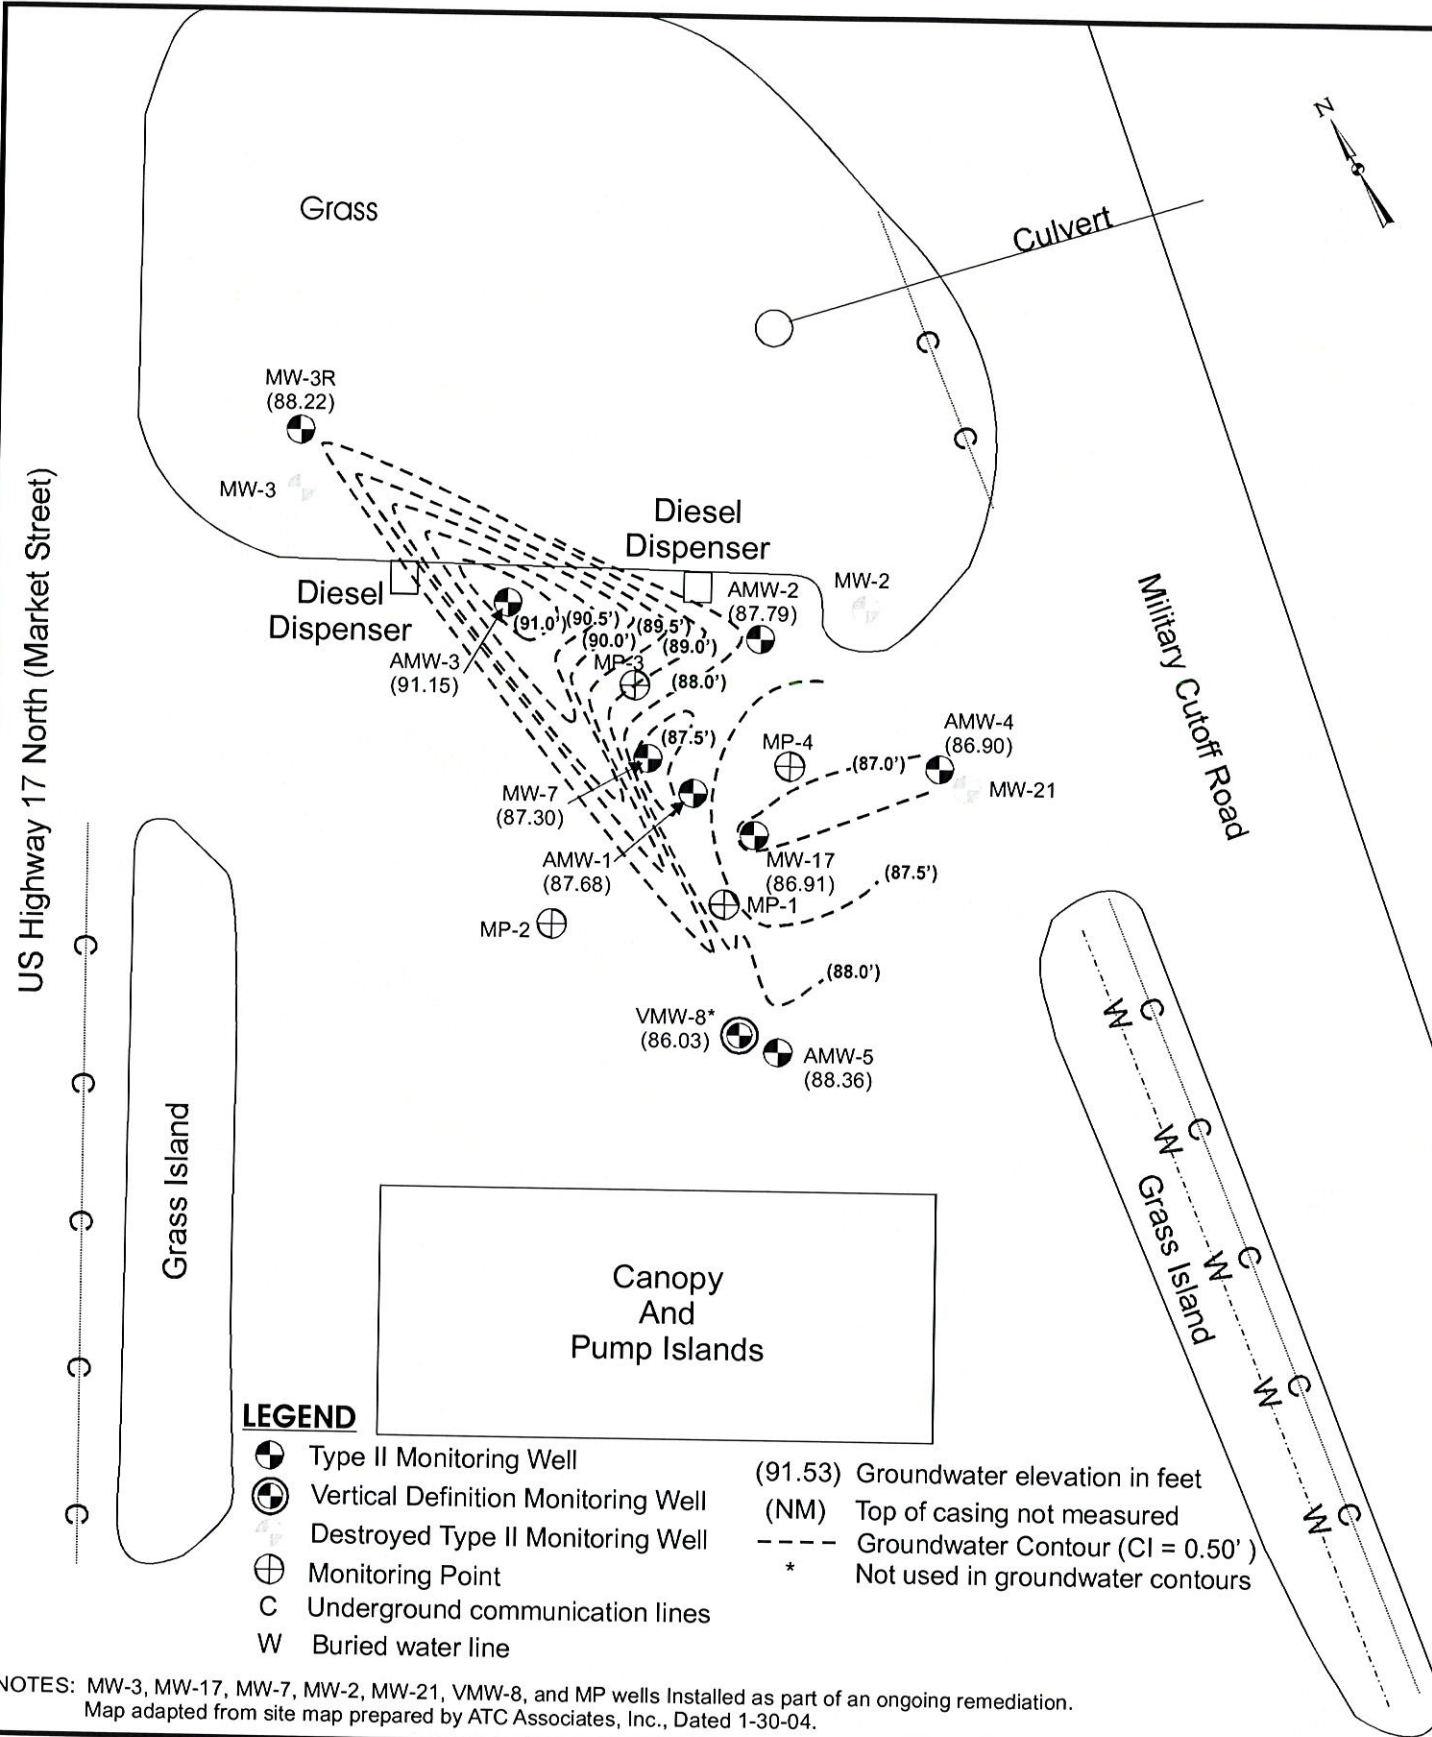 N
Grass
Culvert
C
C
MW-3R
(88.22)
MW-3
Diesel
Dispenser
Diesel
Dispenser
AMW-2
(87.79)
MW-2
(91.0')
(90.5')
(89.5')
(90.0')
(89.0')
AMW-3
(91.15)
MP-3
(88.0')
(87.5')
MP-4
AMW-4
(86.90)
(87.0')
MW-21
MW-7
(87.30)
AMW-1
(87.68)
MW-17
(86.91)
(87.5')
MP-1
MP-2
(88.0')
VMW-8*
(86.03)
AMW-5
(88.36)
US Highway 17 North (Market Street)
Military Cutoff Road
C
C
C
C
C
Grass Island
W
C
W
C
W
C
W
C
W
C
Grass Island
Canopy
And
Pump Islands
LEGEND
Type II Monitoring Well
Vertical Definition Monitoring Well
Destroyed Type II Monitoring Well
Monitoring Point
C Underground communication lines
W Buried water line
(91.53) Groundwater elevation in feet
(NM) Top of casing not measured
---- Groundwater Contour (CI = 0.50' )
* Not used in groundwater contours
NOTES: MW-3, MW-17, MW-7, MW-2, MW-21, VMW-8, and MP wells Installed as part of an ongoing remediation.
Map adapted from site map prepared by ATC Associates, Inc., Dated 1-30-04.